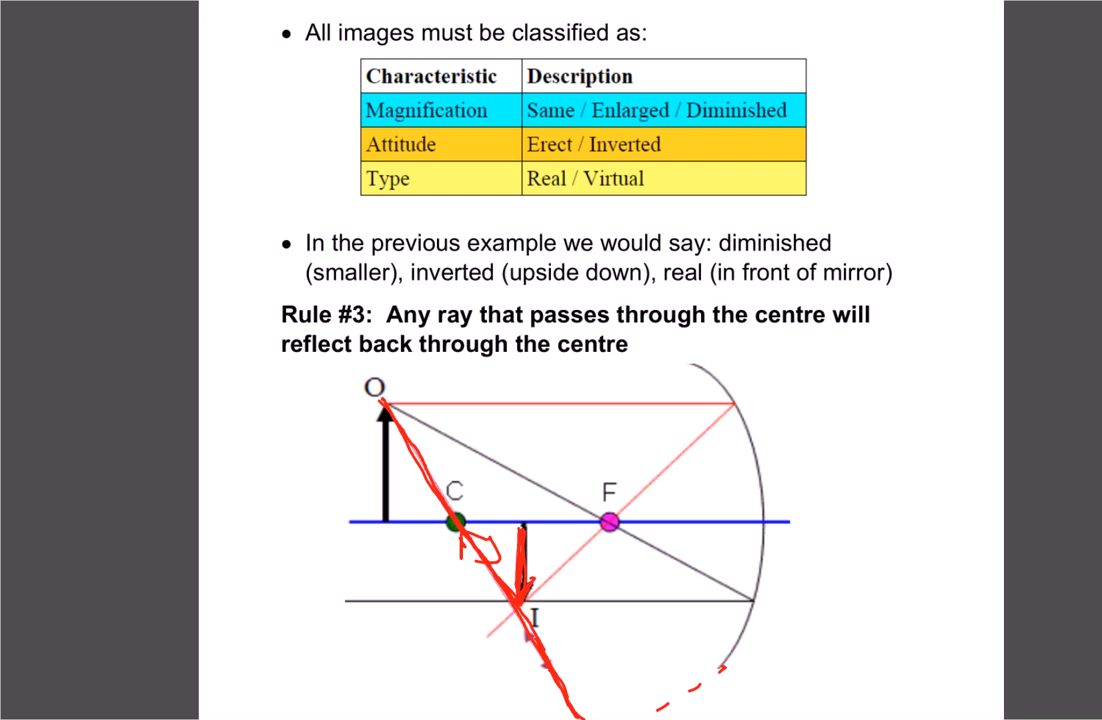 • All images must be classified as:
Characteristic Description
Magnification Same / Enlarged / Diminished
Attitude Erect / Inverted
Type Real / Virtual
• In the previous example we would say: diminished
(smaller), inverted (upside down), real (in front of mirror)
Rule #3: Any ray that passes through the centre will
reflect back through the centre
O
C
F
I